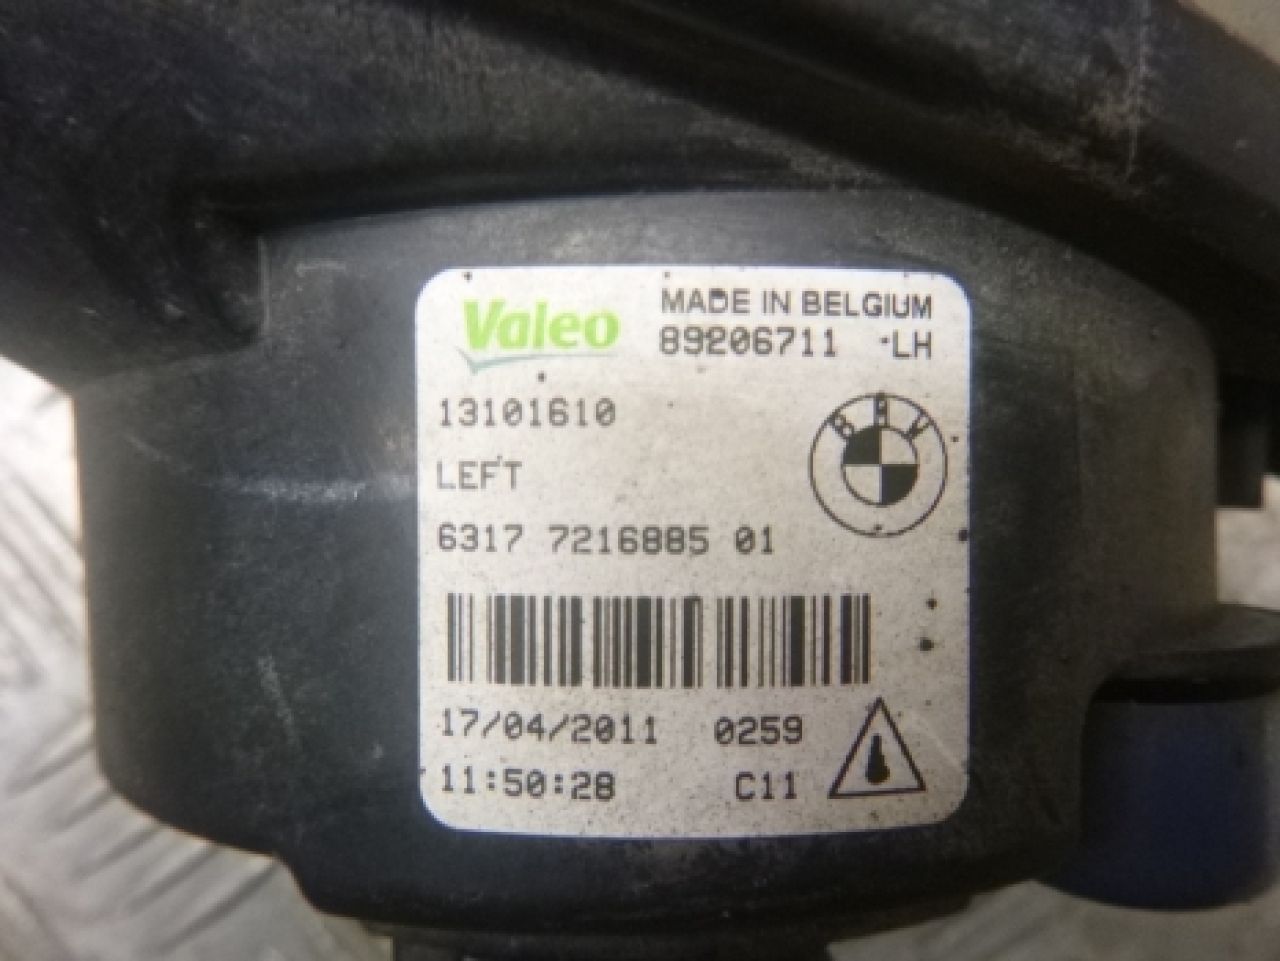 Valeo MADE IN BELGIUM
89206711 LH
13101610
BMW
LEFT
6317 7216885 01
17/04/2011 0259
11:50:28 C11